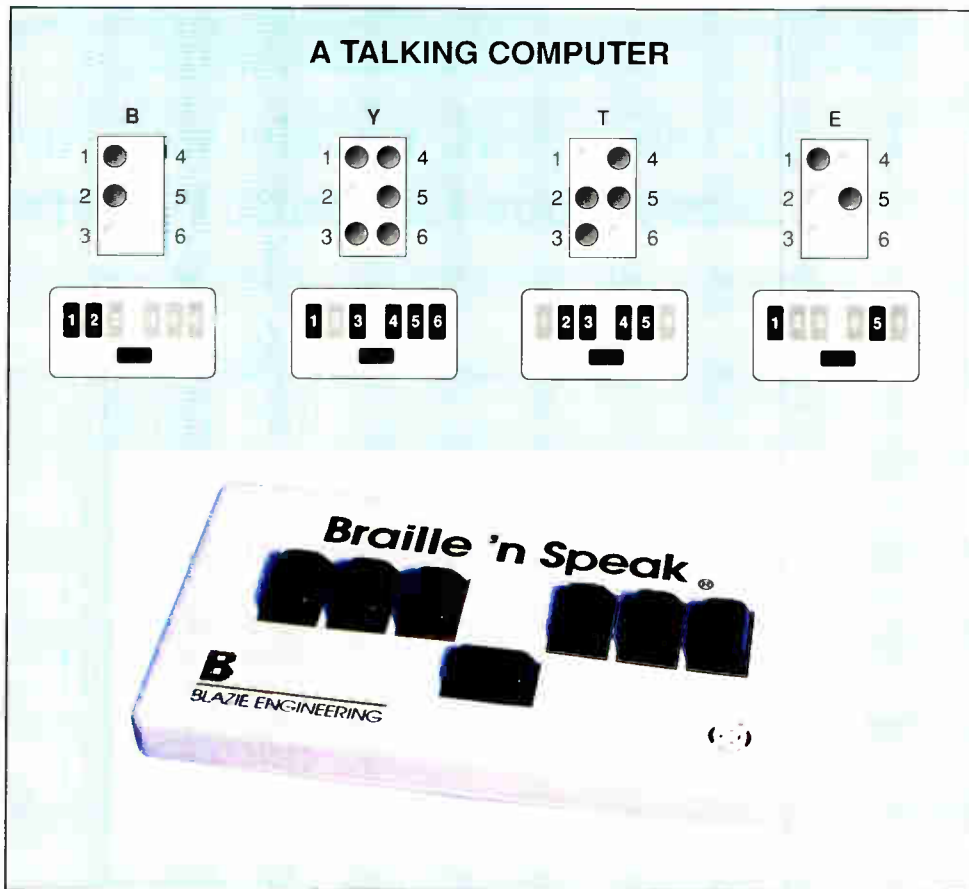 A TALKING COMPUTER
B Y T E
1 4 1 4 1 4 1 4
2 5 2 5 2 5 2 5
3 6 3 6 3 6 3 6
1 2 1 3 4 5 6 2 3 4 5 1 5
Braille 'n Speak ®
B
BLAZIE ENGINEERING